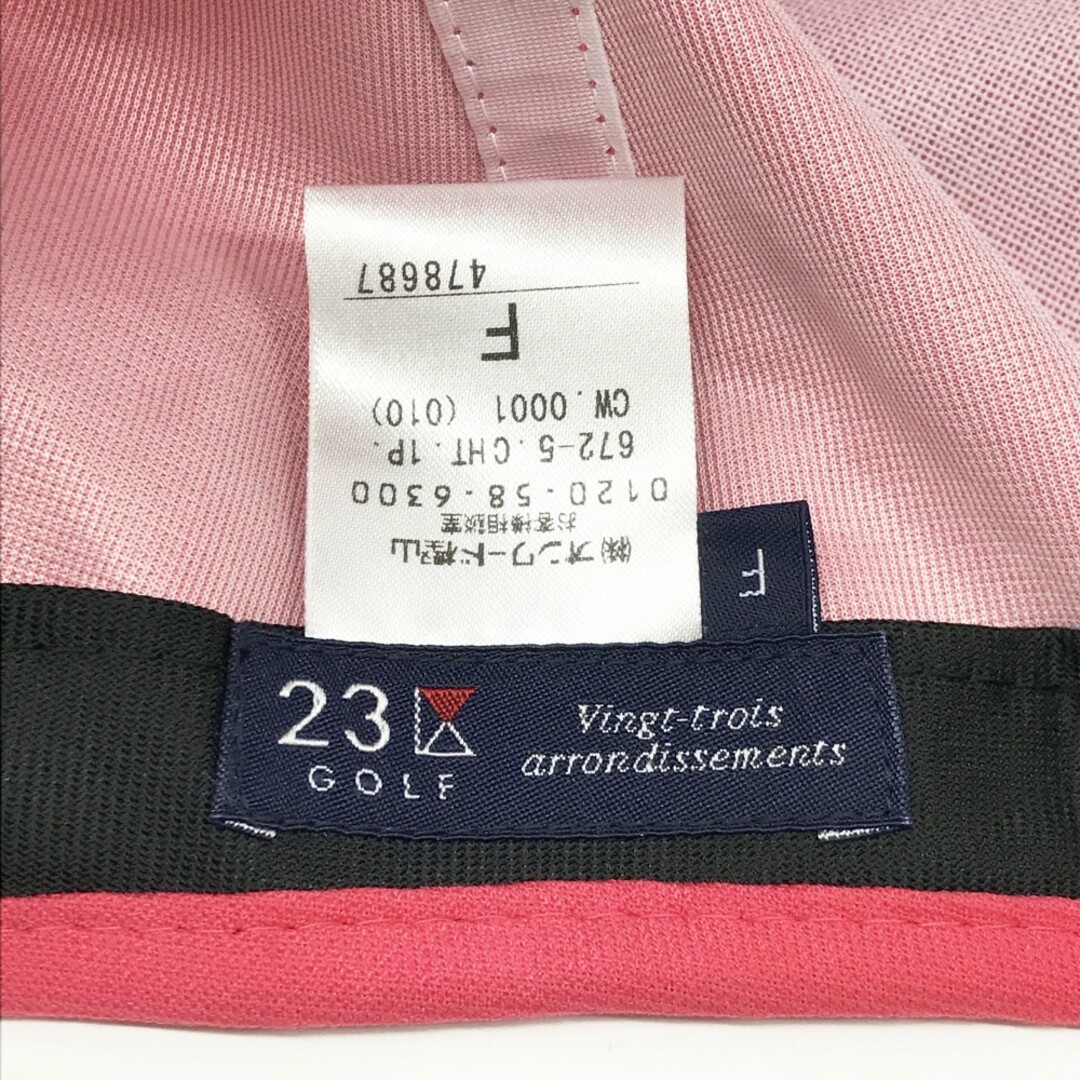 ㈱オンワード樫山
お客様相談室
0120-58-6300
672-5.CHT.1P.
CW.0001 (010)
F
478687
F
23
GOLF
Vingt-trois
arrondissements